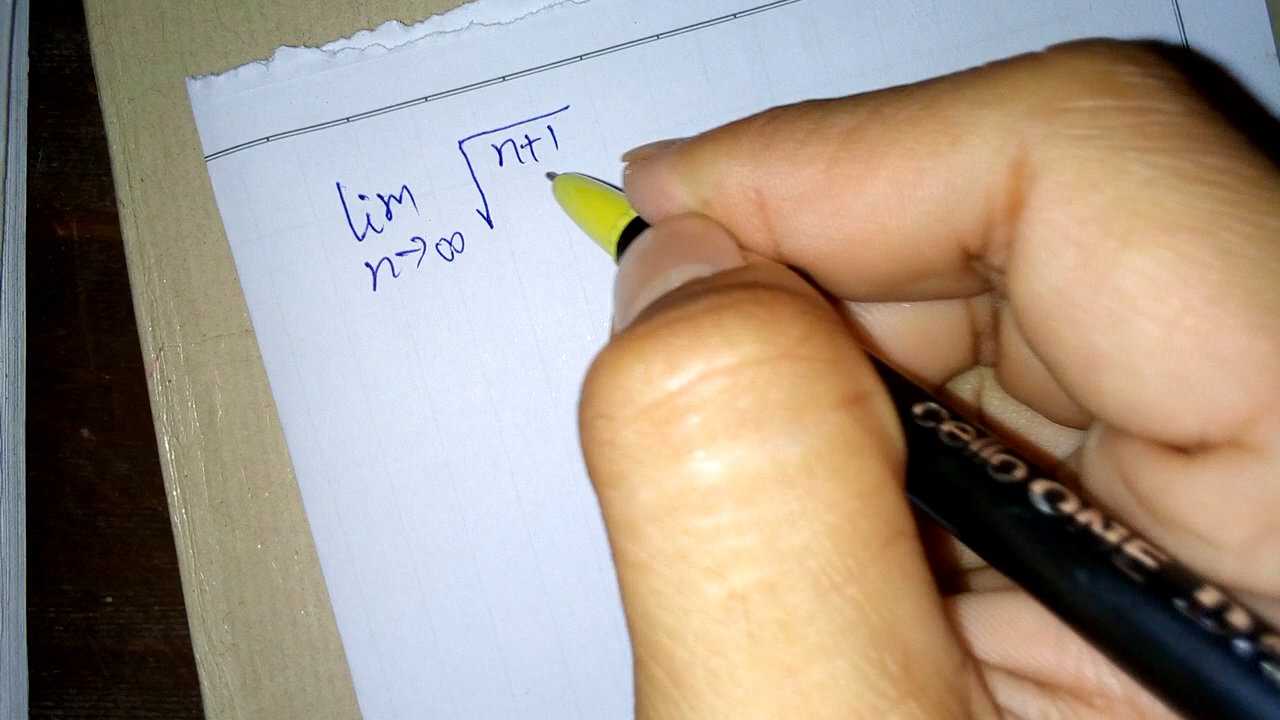 lim √n+1
n→∞
cello ONE